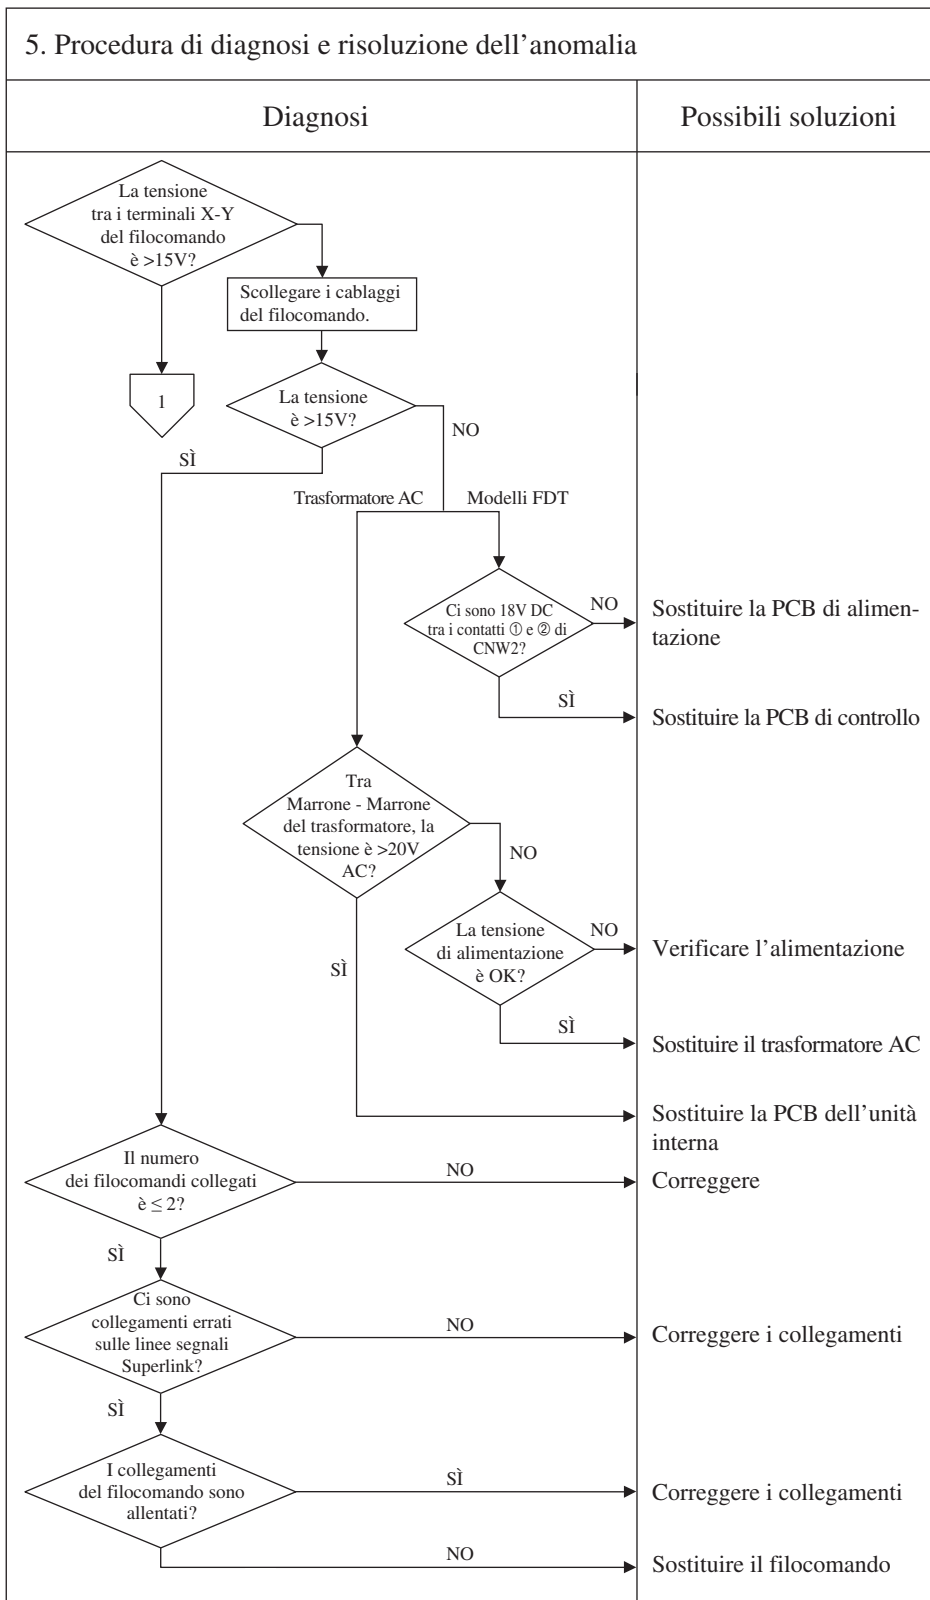 5. Procedura di diagnosi e risoluzione dell'anomalia
Diagnosi
Possibili soluzioni
La tensione
tra i terminali X-Y
del filocomando
è >15V?
Scollegare i cablaggi
del filocomando.
1
La tensione
è >15V?
NO
SÌ
Trasformatore AC
Modelli FDT
Ci sono 18V DC
tra i contatti ① e ② di
CNW2?
NO
Sostituire la PCB di alimen-
tazione
SÌ
Sostituire la PCB di controllo
Tra
Marrone - Marrone
del trasformatore, la
tensione è >20V
AC?
NO
La tensione
di alimentazione
è OK?
NO
Verificare l'alimentazione
SÌ
SÌ
Sostituire il trasformatore AC
Sostituire la PCB dell'unità
interna
Il numero
dei filocomandi collegati
è ≤ 2?
NO
Correggere
SÌ
Ci sono
collegamenti errati
sulle linee segnali
Superlink?
NO
Correggere i collegamenti
SÌ
I collegamenti
del filocomando sono
allentati?
SÌ
Correggere i collegamenti
NO
Sostituire il filocomando